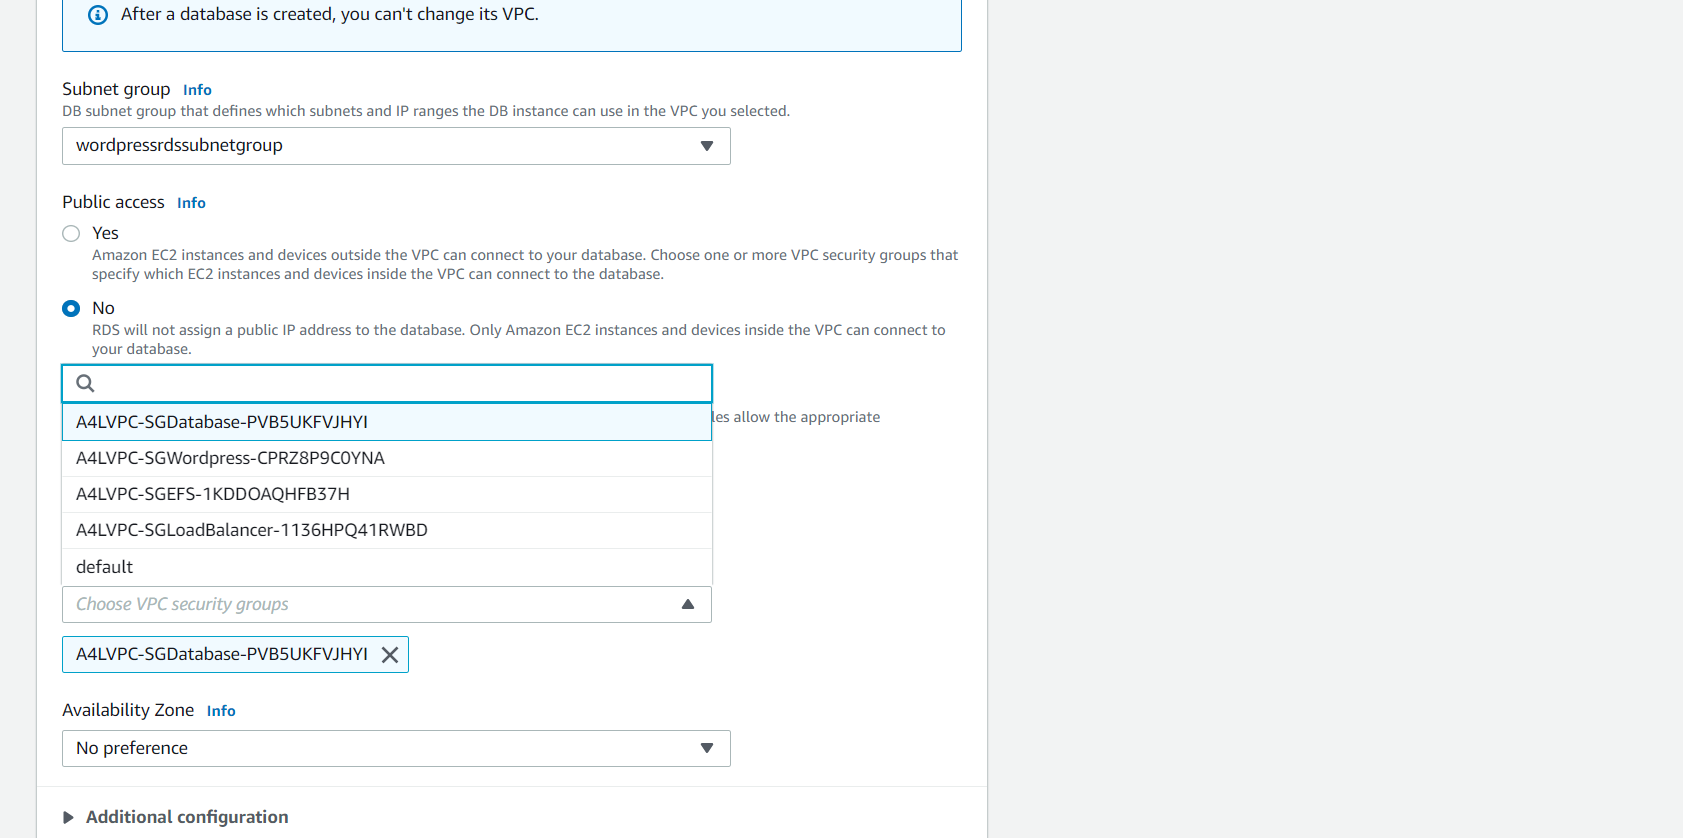 After a database is created, you can't change its VPC.
Subnet group Info
DB subnet group that defines which subnets and IP ranges the DB instance can use in the VPC you selected.
wordpressrdssubnetgroup
Public access Info
Yes
Amazon EC2 instances and devices outside the VPC can connect to your database. Choose one or more VPC security groups that
specify which EC2 instances and devices inside the VPC can connect to the database.
No
RDS will not assign a public IP address to the database. Only Amazon EC2 instances and devices inside the VPC can connect to
your database.
allow the appropriate
A4LVPC-SGDatabase-PVB5UKFVJHYI
A4LVPC-SGWordpress-CPRZ8P9C0YNA
A4LVPC-SGEFS-1KDDOAQHFB37H
A4LVPC-SGLoadBalancer-1136HPQ41RWBD
default
Choose VPC security groups
A4LVPC-SGDatabase-PVB5UKFVJHYI
Availability Zone Info
No preference
Additional configuration